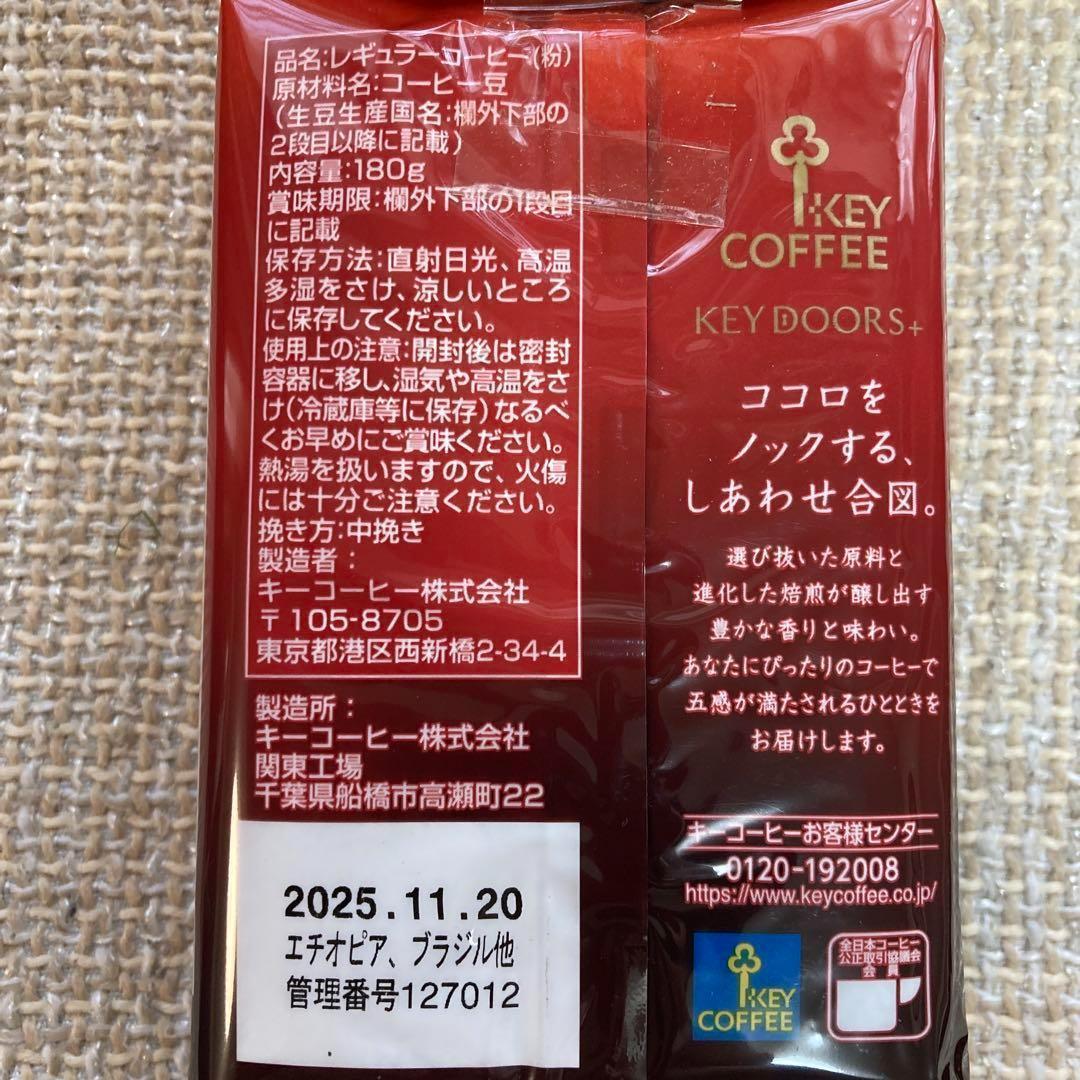 品名:レギュラーコーヒー(粉)
原材料名:コーヒー豆
(生豆生産国名:欄外下部の
2段目以降に記載)
内容量:180g
賞味期限:欄外下部の1段目
に記載
保存方法:直射日光、高温
多湿をさけ、涼しいところ
に保存してください。
使用上の注意:開封後は密封
容器に移し、湿気や高温をさ
け(冷蔵庫等に保存)なるべ
くお早めにご賞味ください。
熱湯を扱いますので、火傷
には十分ご注意ください。
挽き方:中挽き
製造者:
キーコーヒー株式会社
〒105-8705
東京都港区西新橋2-34-4
製造所:
キーコーヒー株式会社
関東工場
千葉県船橋市高瀬町22
2025.11.20
エチオピア、ブラジル他
管理番号127012
KEY
COFFEE
KEY DOORS+
ココロを
ノックする、
しあわせ合図。
選び抜いた原料と
進化した焙煎が醸し出す
豊かな香りと味わい。
あなたにぴったりのコーヒーで
五感が満たされるひとときを
お届けします。
キーコーヒーお客様センター
0120-192008
https://www.keycoffee.co.jp/
KEY
COFFEE
全日本コーヒー
公正取引協議会
会員